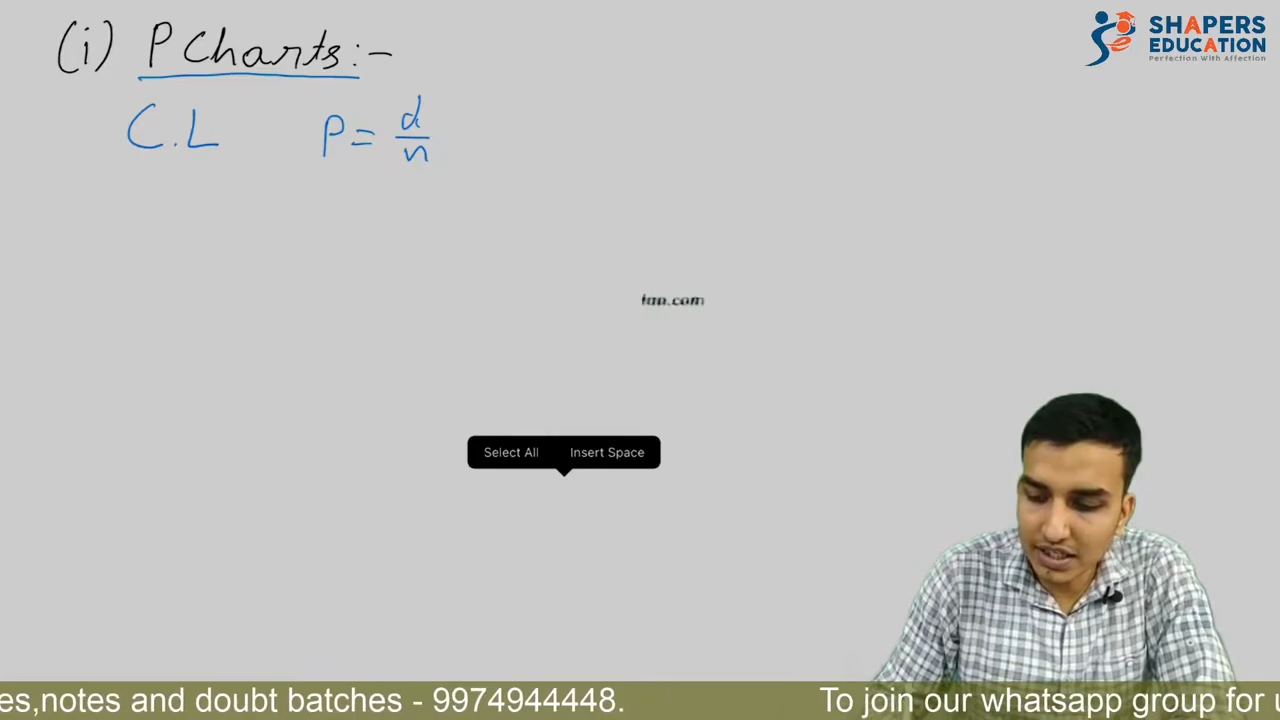 (i) P Charts:-
SHAPERS
EDUCATION
Perfection With Affection
C.L P = d/n
Select All Insert Space
es,notes and doubt batches - 9974944448. To join our whatsapp group for u